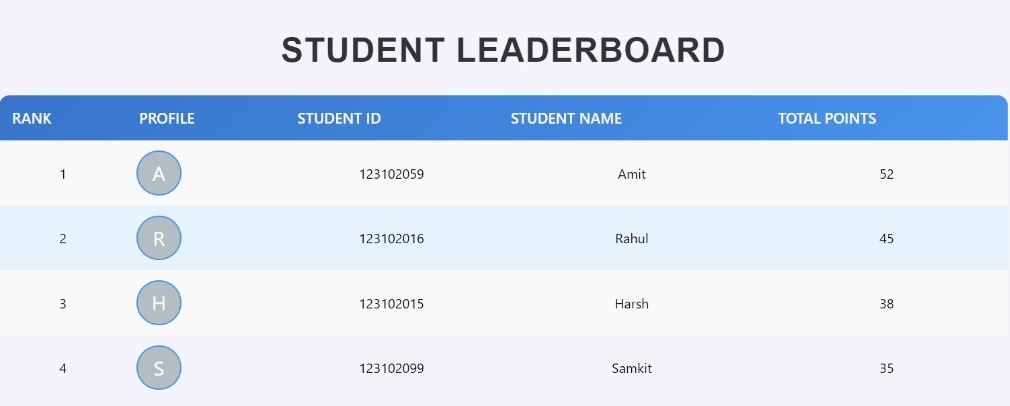 STUDENT LEADERBOARD
RANK PROFILE STUDENT ID STUDENT NAME TOTAL POINTS
1 A 123102059 Amit 52
2 R 123102016 Rahul 45
3 H 123102015 Harsh 38
4 S 123102099 Samkit 35